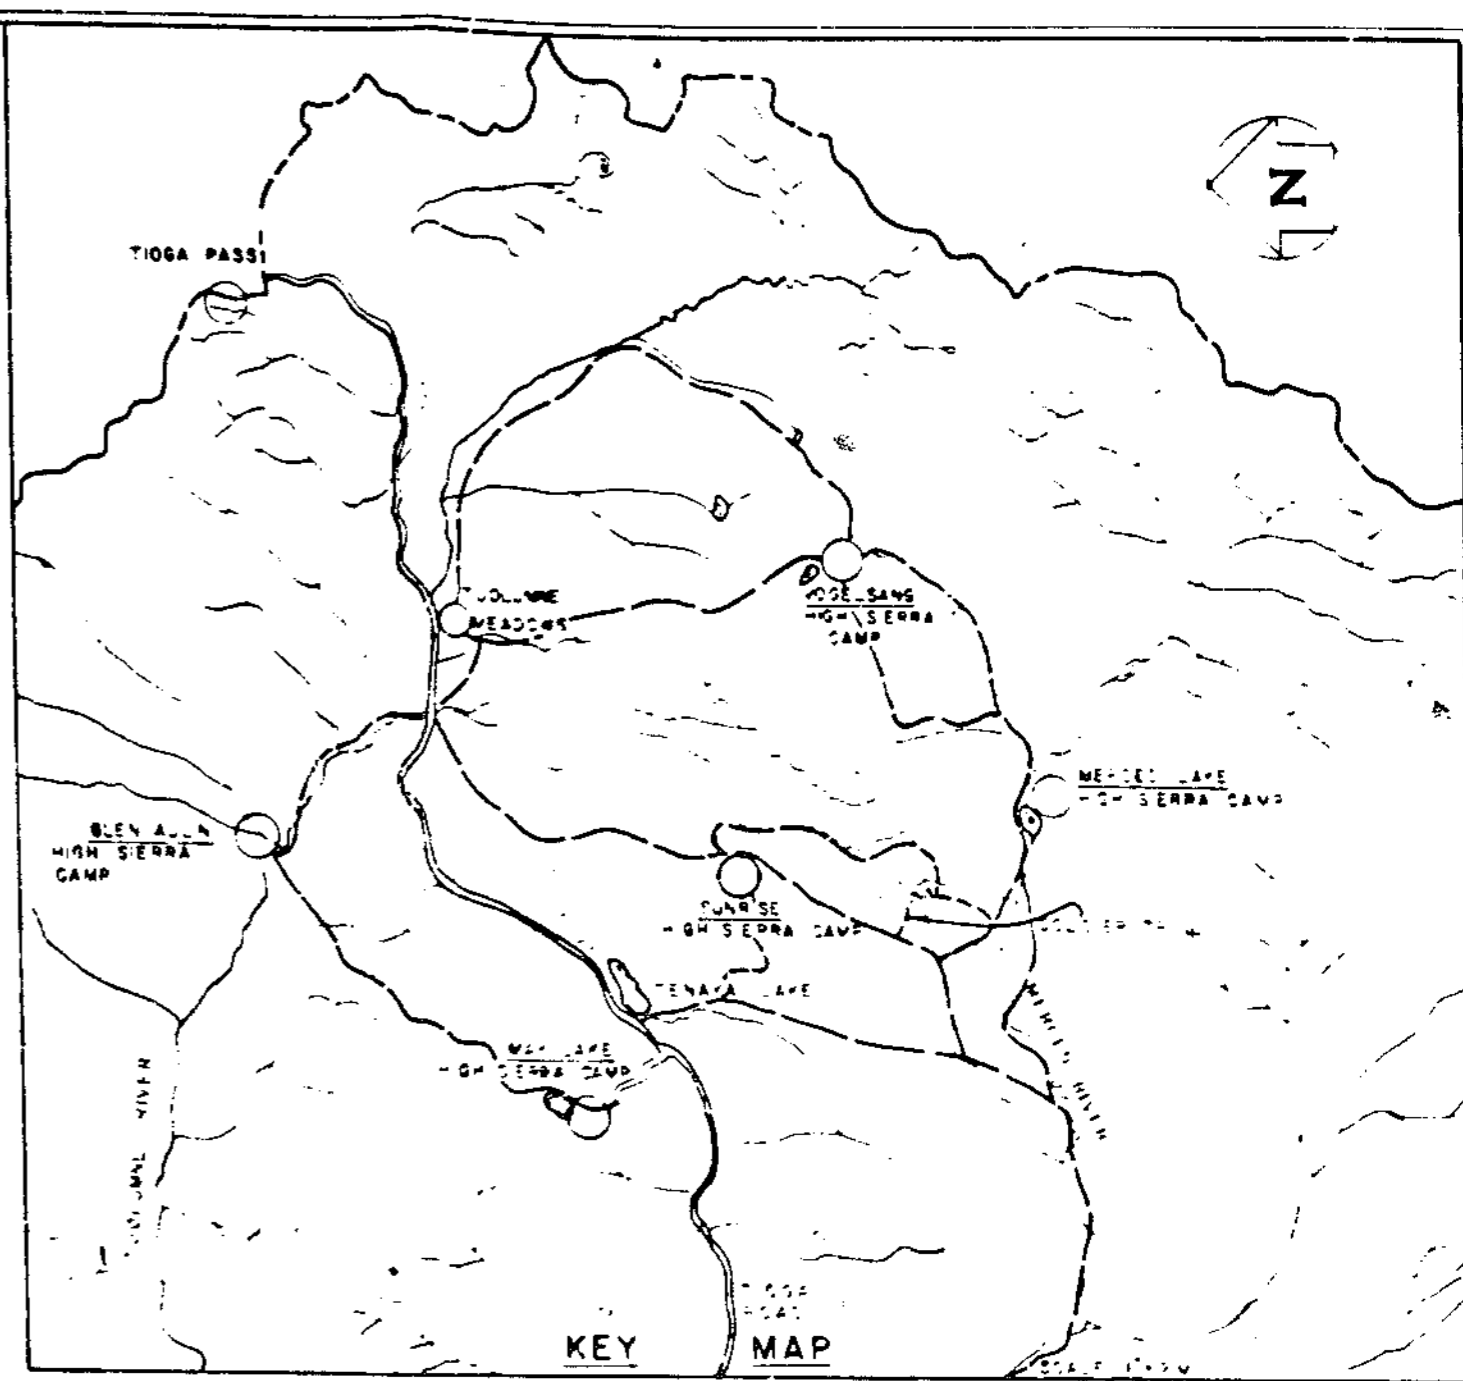 N
TIOGA PASS
TUOLUMNE
MEADOWS
VOGELSANG
HIGH SIERRA
CAMP
MERCED LAKE
HIGH SIERRA CAMP
GLEN AULIN
HIGH SIERRA
CAMP
SUNRISE
HIGH SIERRA CAMP
TENAYA LAKE
MERCED RIVER
MAY LAKE
HIGH SIERRA CAMP
RIVER
TIOGA
ROAD
KEY MAP
SCALE